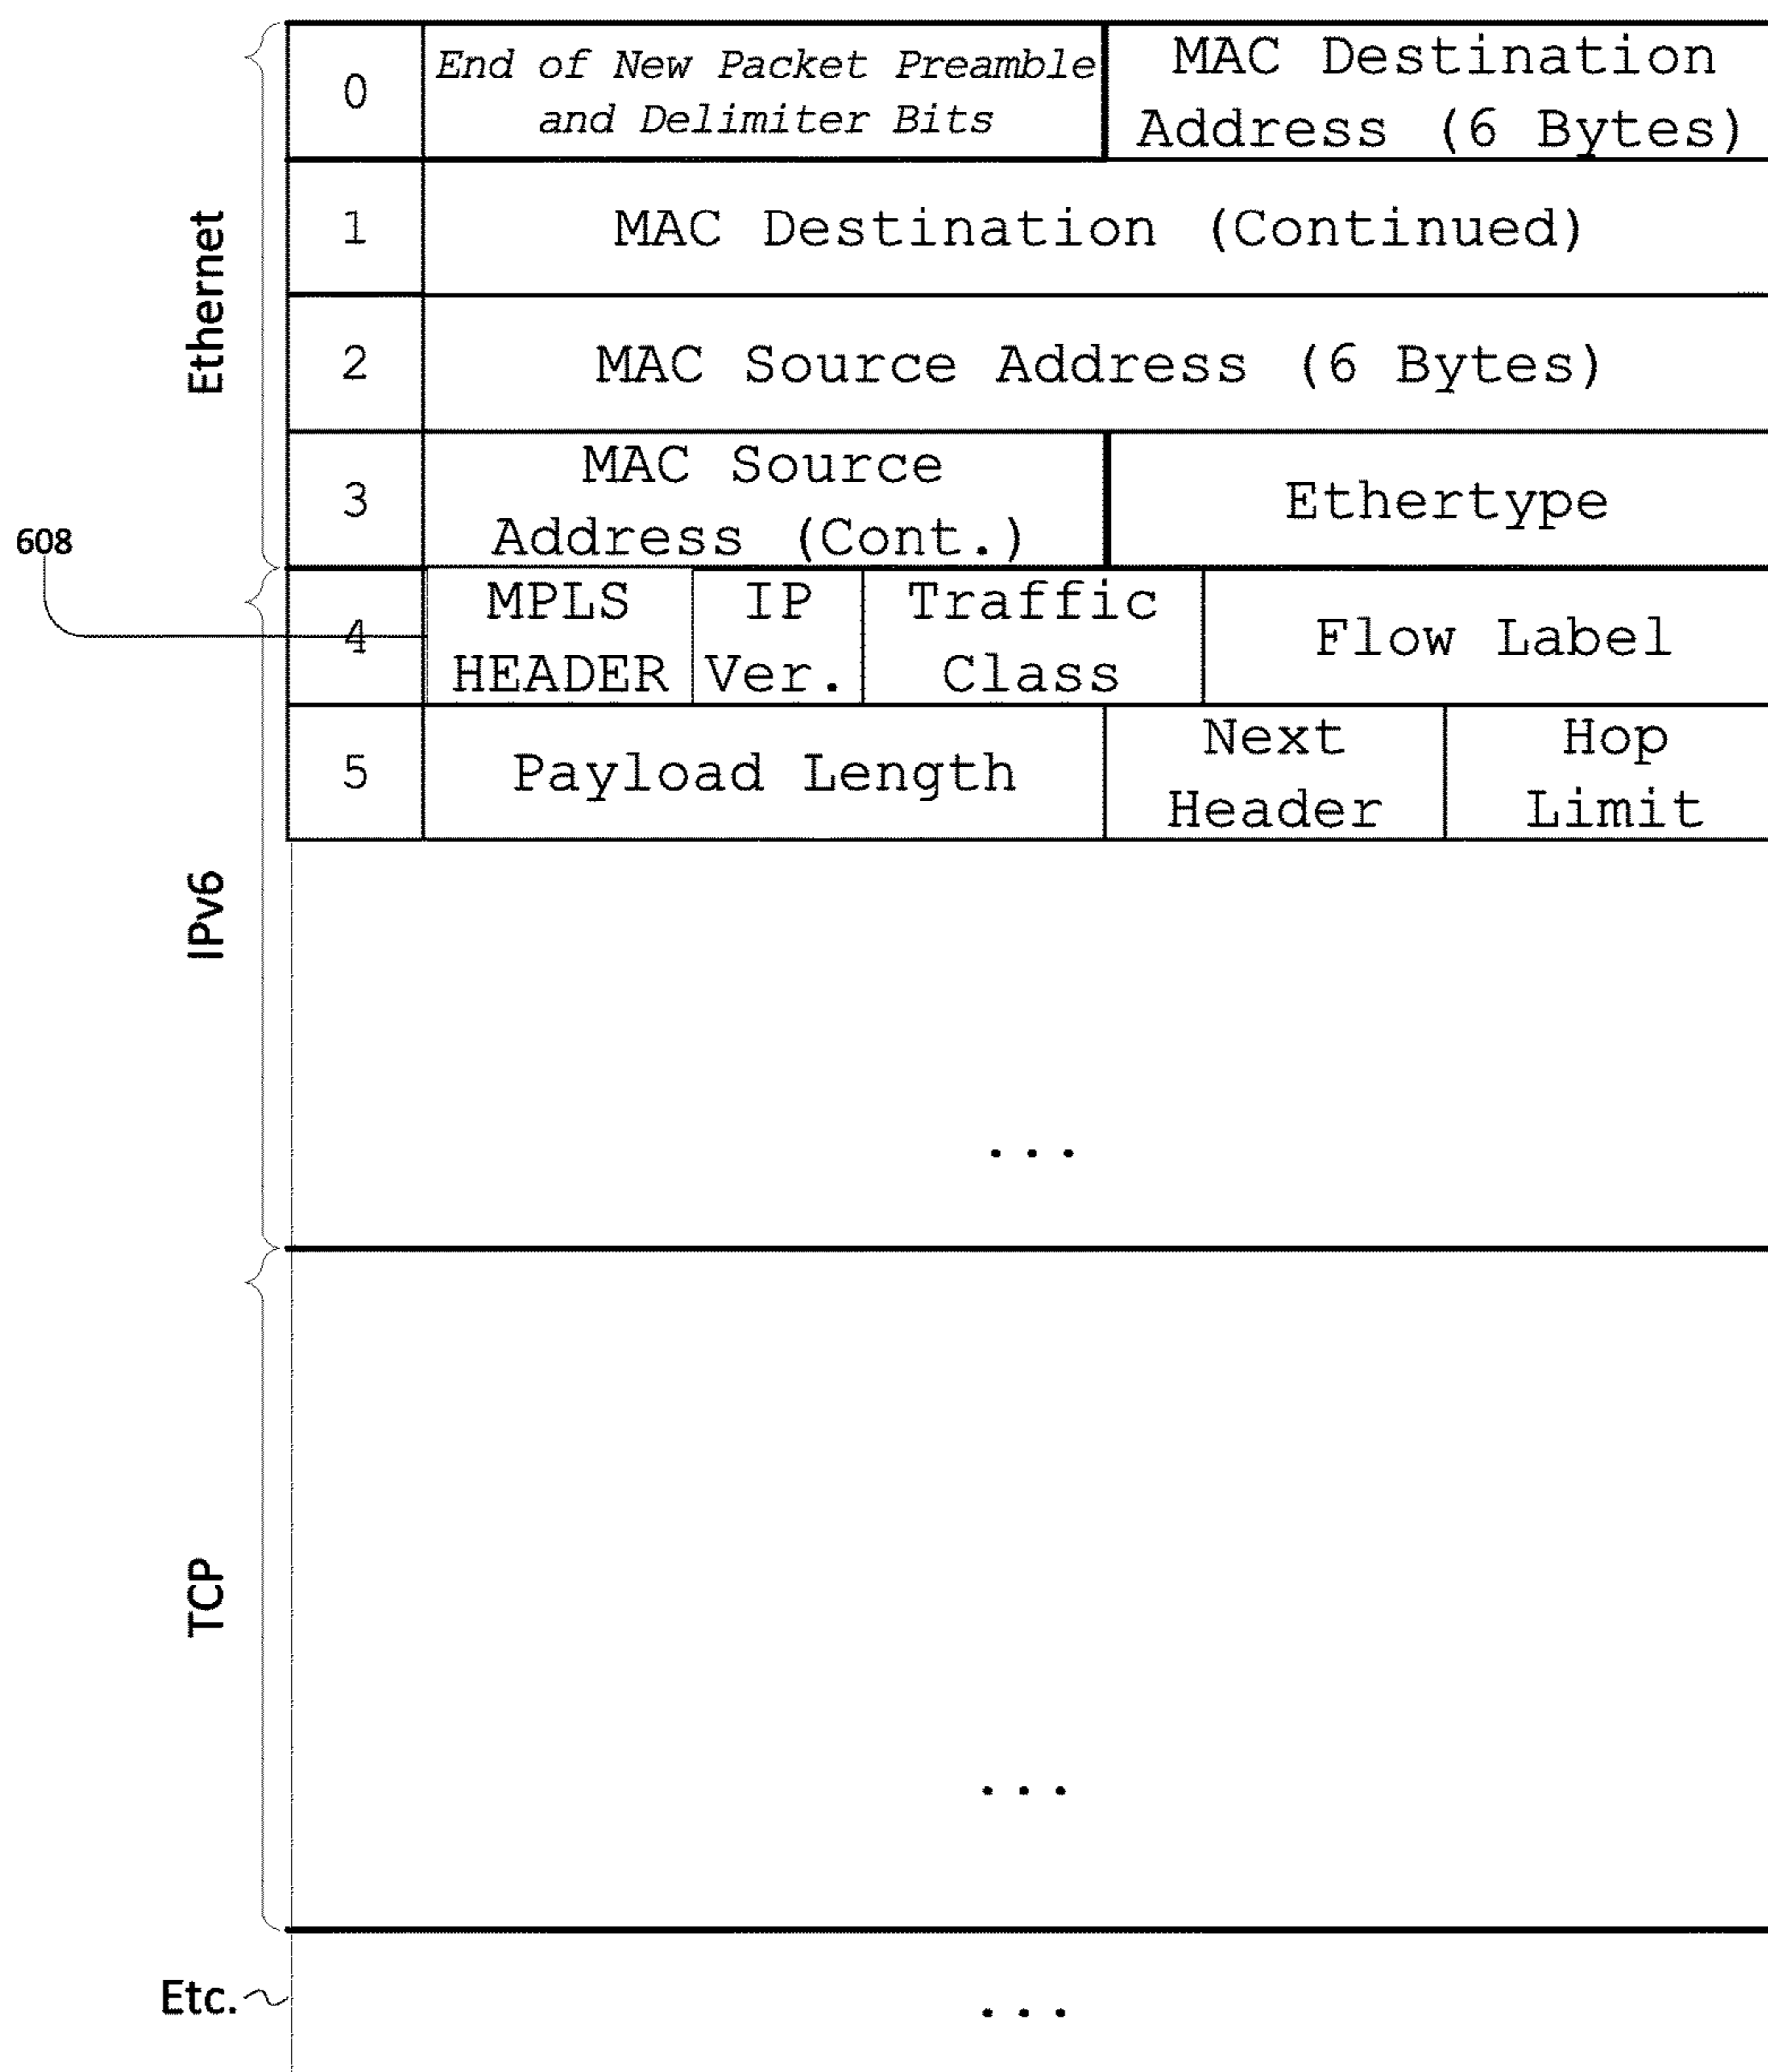 Ethernet
0
End of New Packet Preamble
and Delimiter Bits
MAC Destination
Address (6 Bytes)
1
MAC Destination (Continued)
2
MAC Source Address (6 Bytes)
3
MAC Source
Address (Cont.)
Ethertype
608
IPv6
4
MPLS
HEADER
IP
Ver.
Traffic
Class
Flow Label
5
Payload Length
Next
Header
Hop
Limit
...
TCP
...
Etc.
...